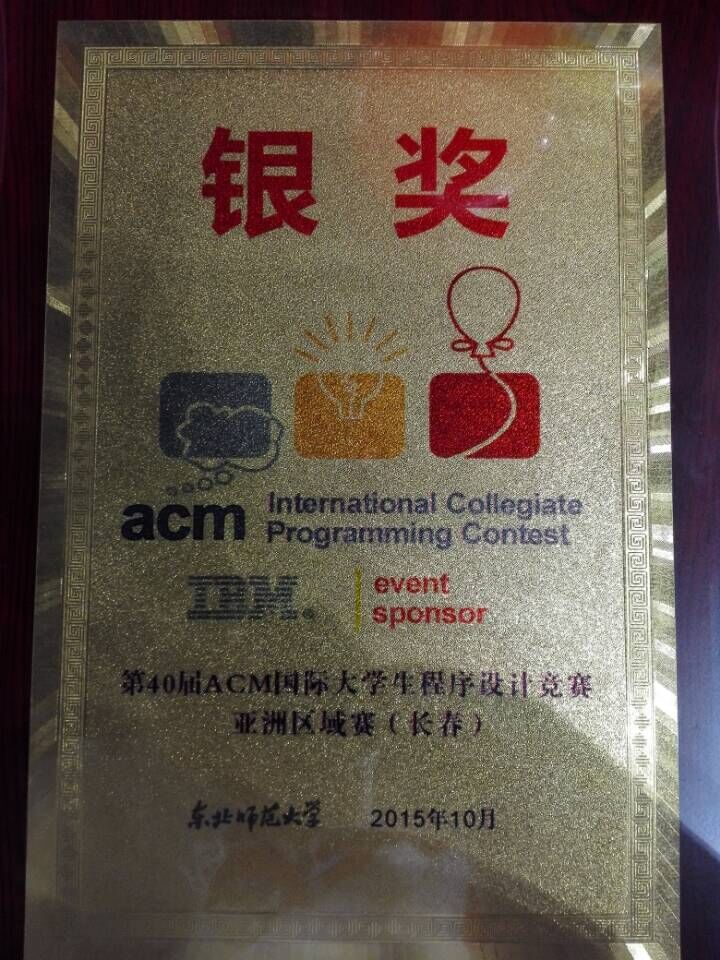 银奖
acm International Collegiate
Programming Contest
IBM® event
sponsor
第40届ACM国际大学生程序设计竞赛
亚洲区域赛（长春）
东北师范大学 2015年10月